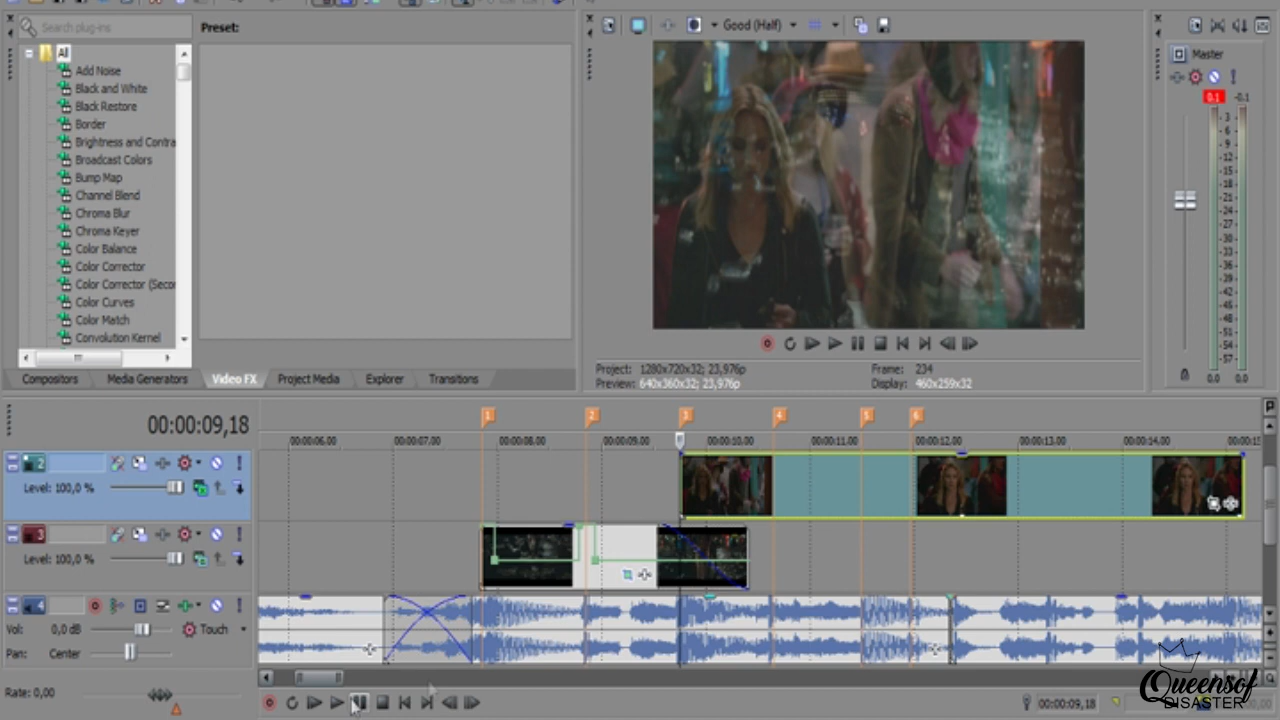 Search plug-ins
Preset:
All
Add Noise
Black and White
Black Restore
Border
Brightness and Contra
Broadcast Colors
Bump Map
Channel Blend
Chroma Blur
Chroma Keyer
Color Balance
Color Corrector
Color Corrector (Secor
Color Curves
Color Match
Convolution Kernel
Compositors Media Generators Video FX Project Media Explorer Transitions
Good (Half)
Project: 1280x720x32; 23,976p Frame: 234
Preview: 640x360x32; 23,976p Display: 460x259x32
Master
0.1 -0.1
- 3 -
- 6 -
- 9 -
-12 -
-15 -
-18 -
-21 -
-24 -
-27 -
-30 -
-33 -
-36 -
-39 -
-42 -
-45 -
-48 -
-51 -
-54 -
-57 -
0.0 0.0
00:00:09,18
1 2 3 4 5 6
00:00:06.00 00:00:07.00 00:00:08.00 00:00:09.00 00:00:10.00 00:00:11.00 00:00:12.00 00:00:13.00 00:00:14.00 00:00:15
2
Level: 100,0 %
3
Level: 100,0 %
4
Vol: 0,0 dB Touch
Pan: Center
Rate: 0,00
00:00:09,18
Queensof
DISASTER